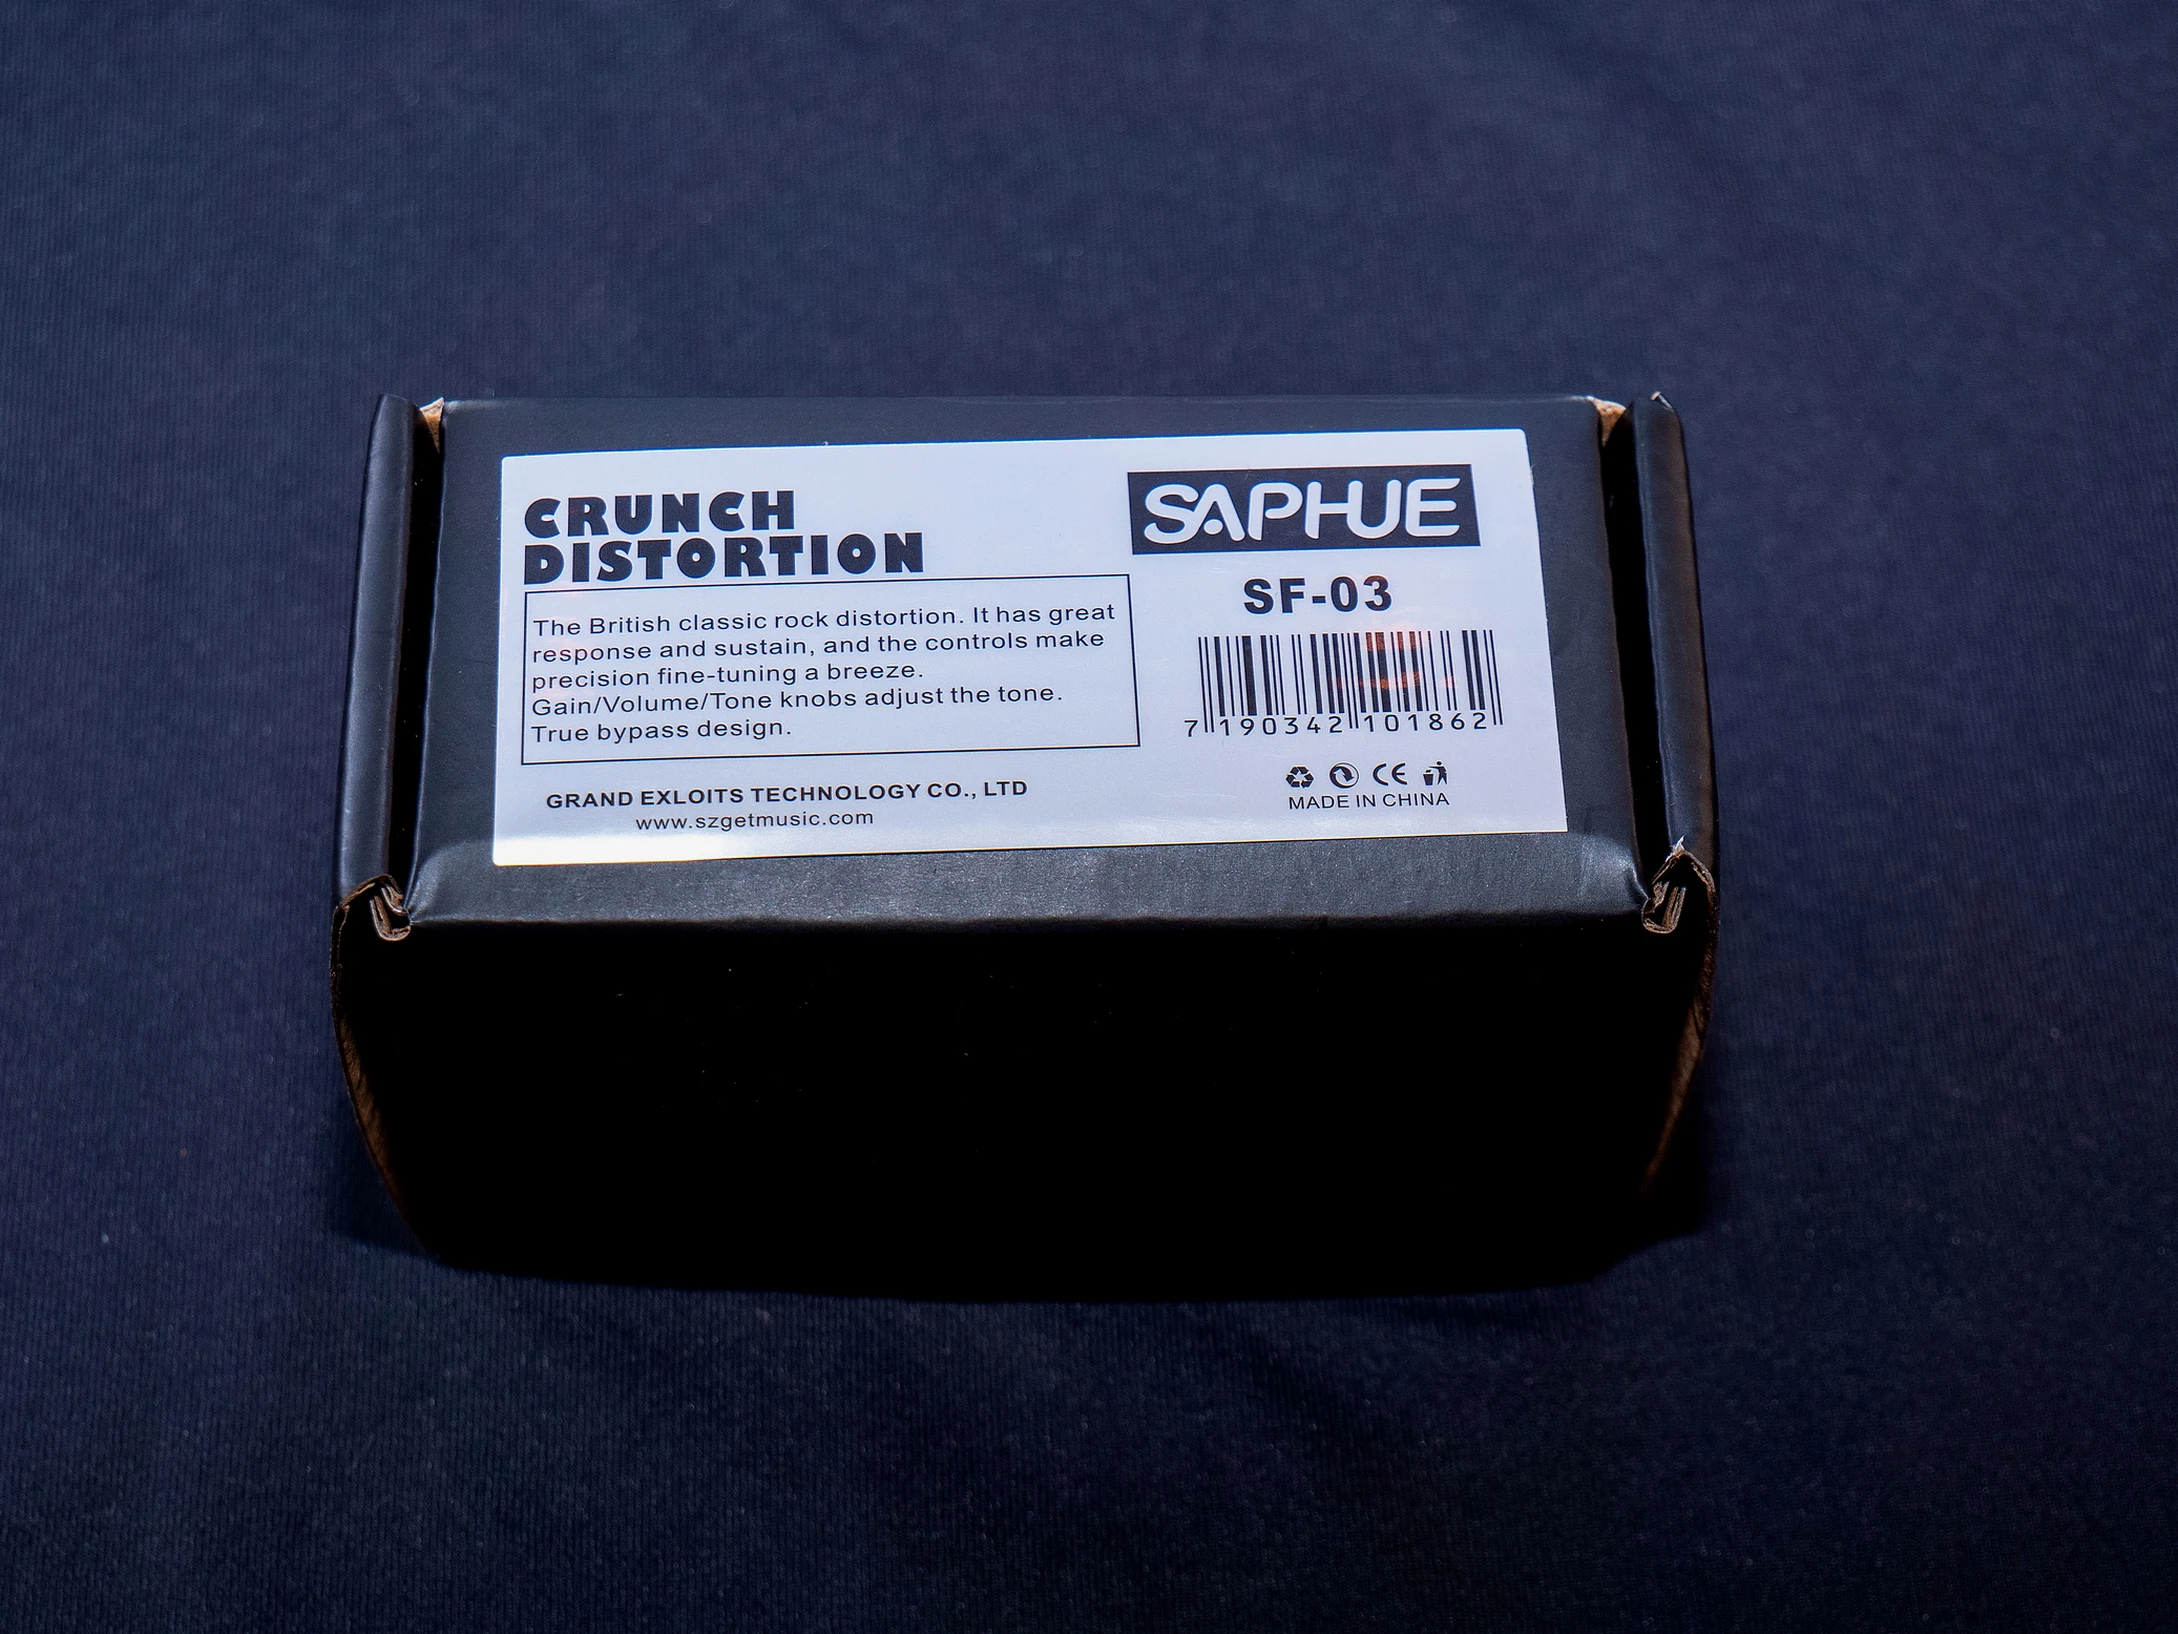 CRUNCH
DISTORTION
The British classic rock distortion. It has great
response and sustain, and the controls make
precision fine-tuning a breeze.
Gain/Volume/Tone knobs adjust the tone.
True bypass design.
GRAND EXLOITS TECHNOLOGY CO., LTD
www.szgetmusic.com
SAPHUE
SF-03
7 190342 101862
CE
MADE IN CHINA